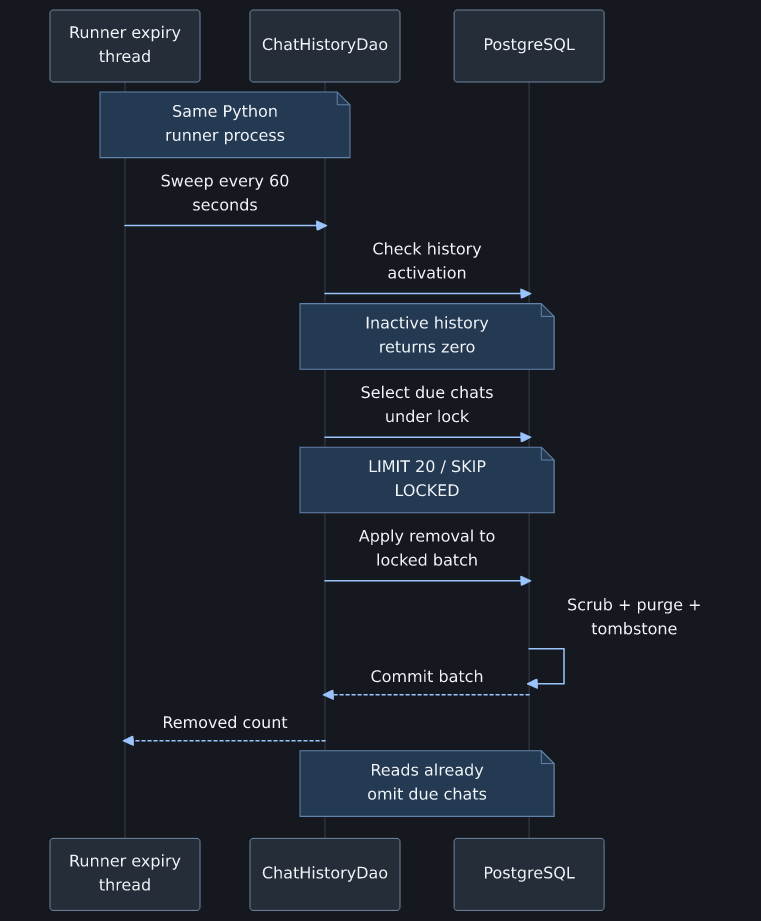 Runner expiry
thread
ChatHistoryDao
PostgreSQL
Same Python
runner process
Sweep every 60
seconds
Check history
activation
Inactive history
returns zero
Select due chats
under lock
LIMIT 20 / SKIP
LOCKED
Apply removal to
locked batch
Scrub + purge +
tombstone
Commit batch
Removed count
Reads already
omit due chats
Runner expiry
thread
ChatHistoryDao
PostgreSQL